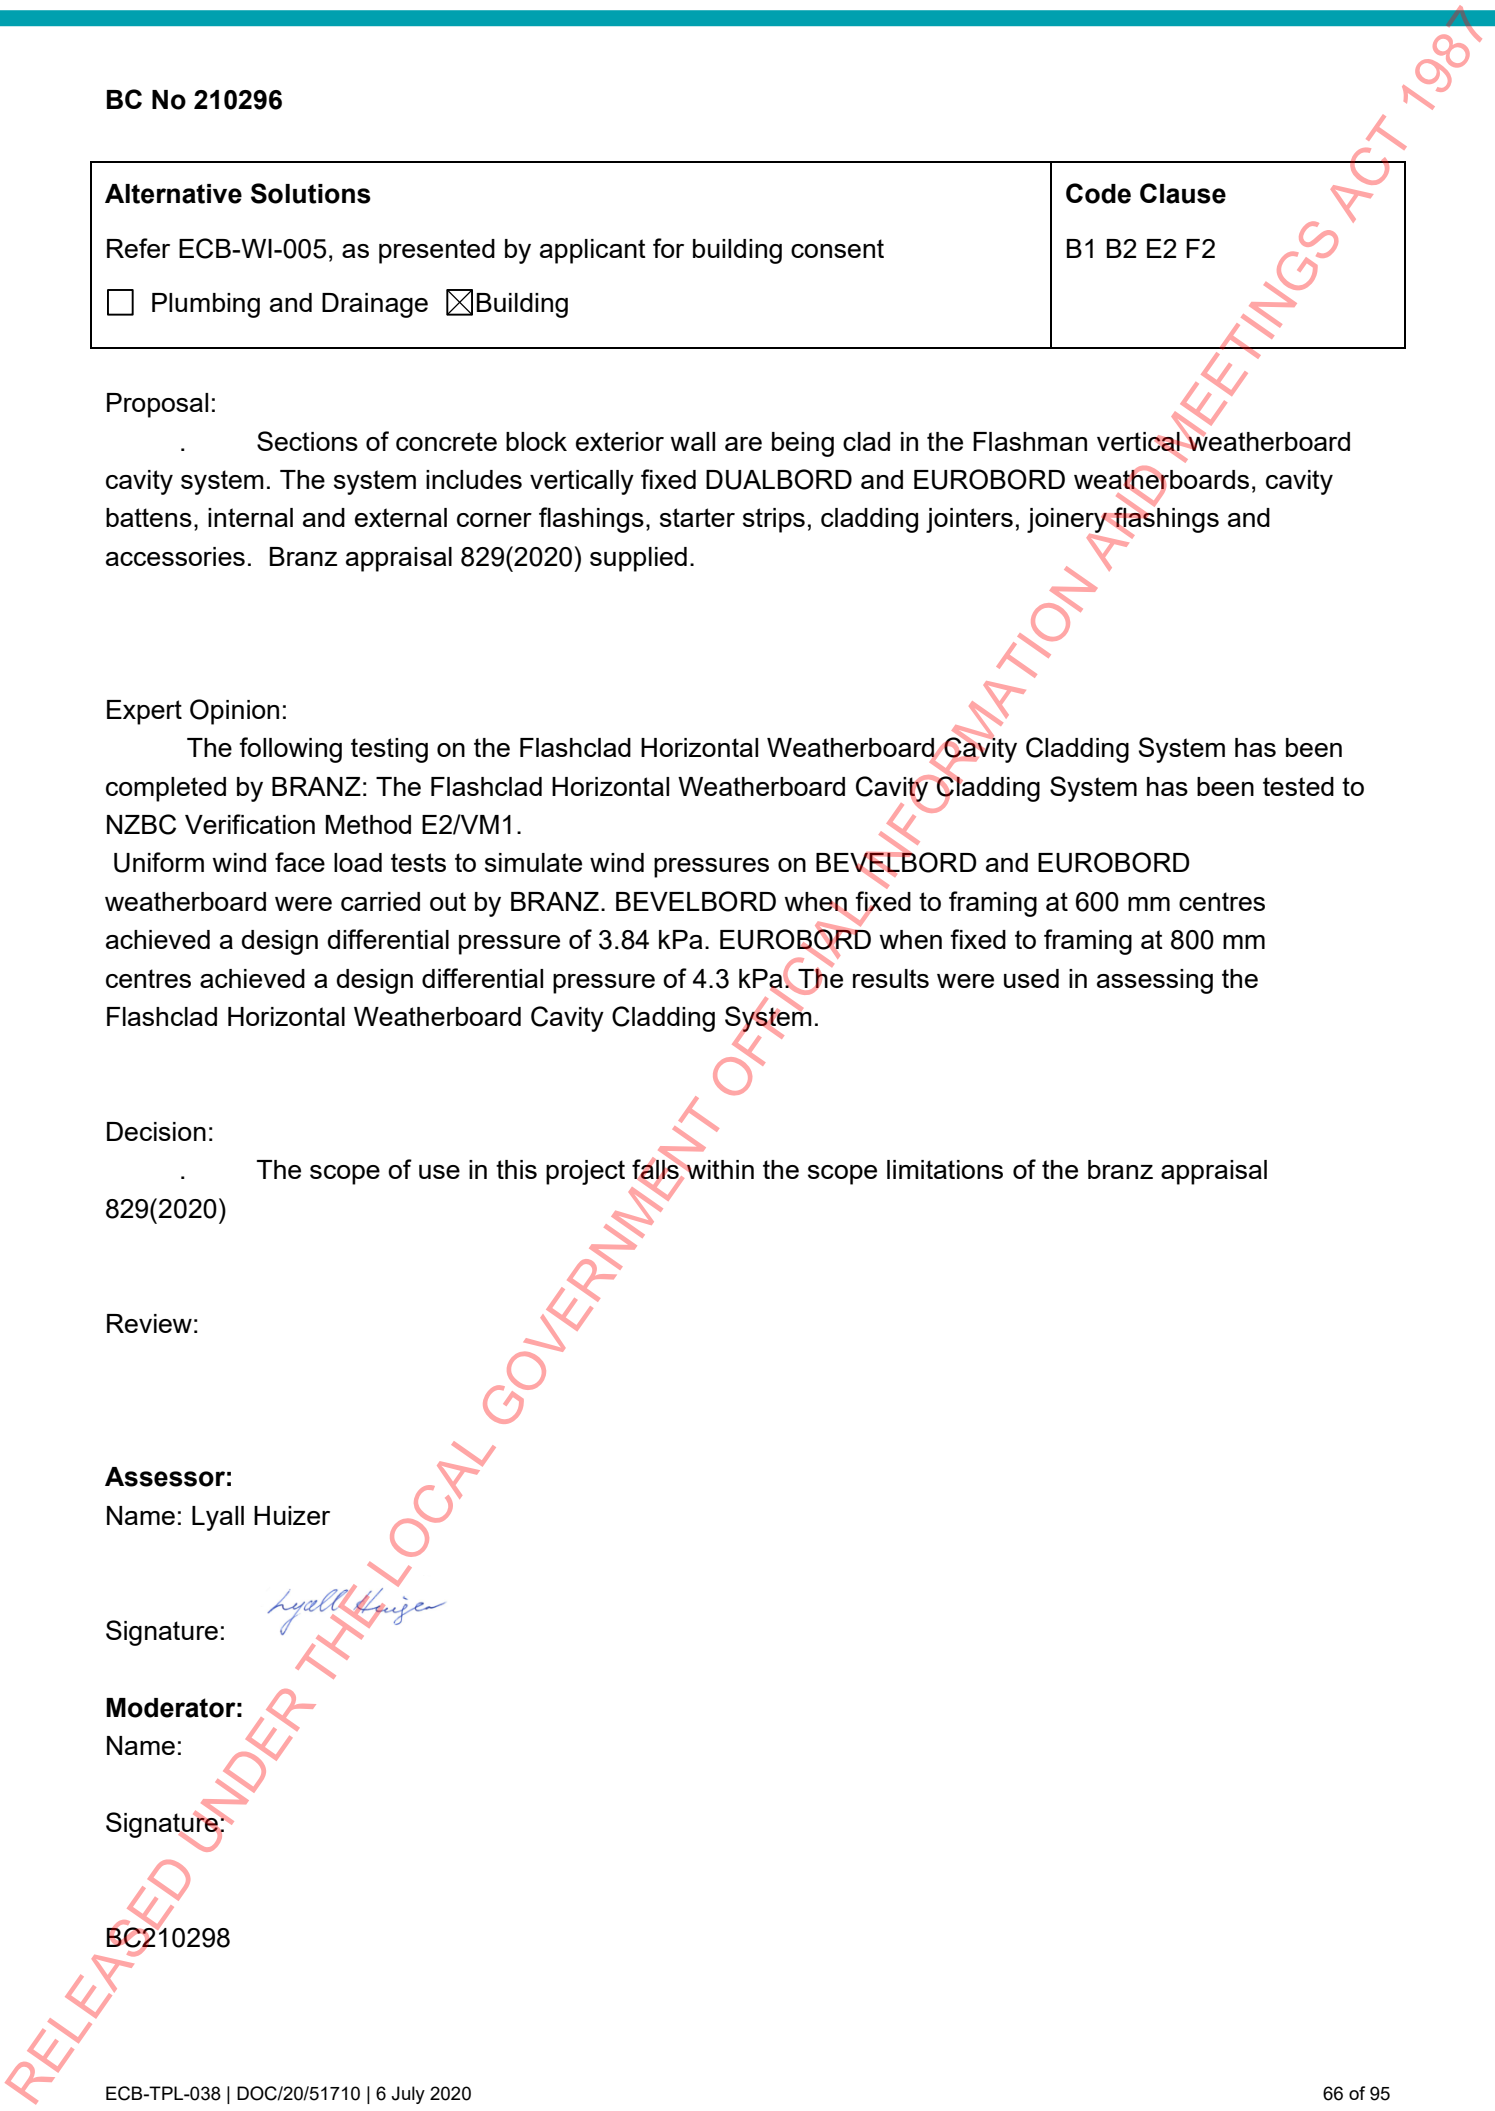 BC No 210296
Alternative Solutions
Refer ECB-WI-005, as presented by applicant for building consent
Plumbing and Drainage Building
Code Clause
B1 B2 E2 F2
Proposal:
. Sections of concrete block exterior wall are being clad in the Flashman vertical weatherboard
cavity system. The system includes vertically fixed DUALBORD and EUROBORD weatherboards, cavity
battens, internal and external corner flashings, starter strips, cladding jointers, joinery flashings and
accessories. Branz appraisal 829(2020) supplied.
Expert Opinion:
The following testing on the Flashclad Horizontal Weatherboard Cavity Cladding System has been
completed by BRANZ: The Flashclad Horizontal Weatherboard Cavity Cladding System has been tested to
NZBC Verification Method E2/VM1.
Uniform wind face load tests to simulate wind pressures on BEVELBORD and EUROBORD
weatherboard were carried out by BRANZ. BEVELBORD when fixed to framing at 600 mm centres
achieved a design differential pressure of 3.84 kPa. EUROBORD when fixed to framing at 800 mm
centres achieved a design differential pressure of 4.3 kPa. The results were used in assessing the
Flashclad Horizontal Weatherboard Cavity Cladding System.
Decision:
. The scope of use in this project falls within the scope limitations of the branz appraisal
829(2020)
Review:
Assessor:
Name: Lyall Huizer
Signature: Lyall Huizer
Moderator:
Name:
Signature:
BC210298
ECB-TPL-038 | DOC/20/51710 | 6 July 2020
66 of 95
RELEASED UNDER THE LOCAL GOVERNMENT OFFICIAL INFORMATION AND MEETINGS ACT 1987